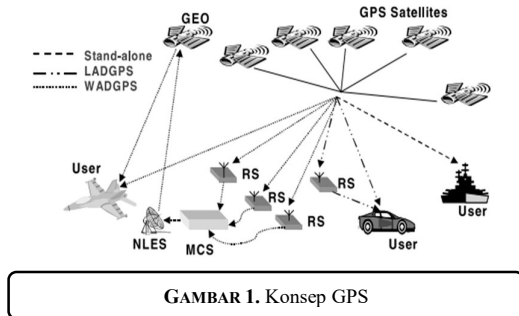 GEO
GPS Satellites
Stand-alone
LADGPS
WADGPS
User
RS
RS
RS
RS
NLES
MCS
User
User
GAMBAR 1. Konsep GPS